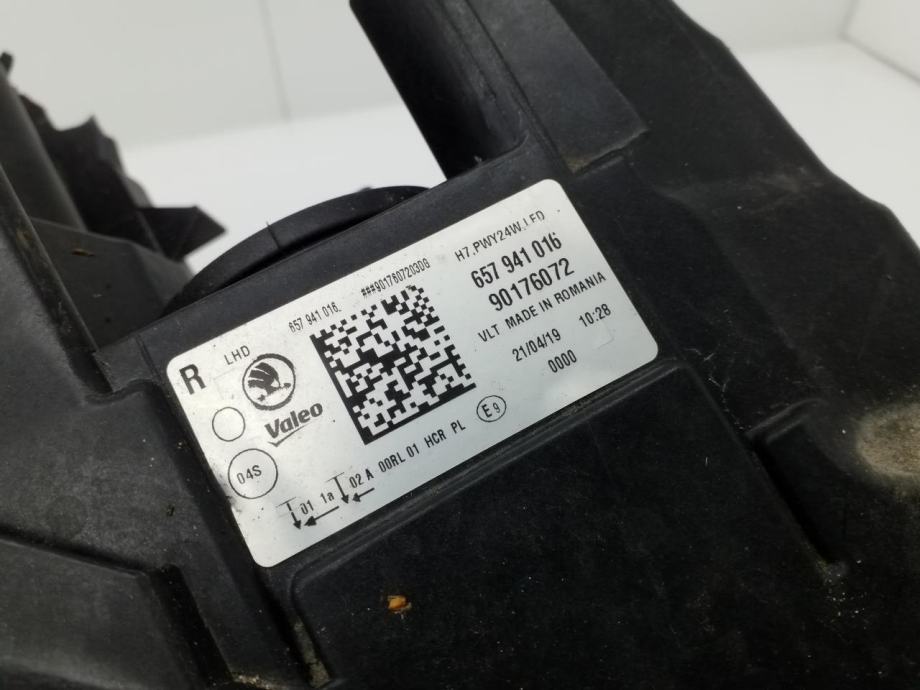 R
LHD
657 941 016_ ###90176072030G
H7,PWY24W,LED
657 941 016
90176072
VLT MADE IN ROMANIA
21/04/19 10:28
0000
Valeo
04S
01 1a 02 A 00RL 01 HCR PL E9